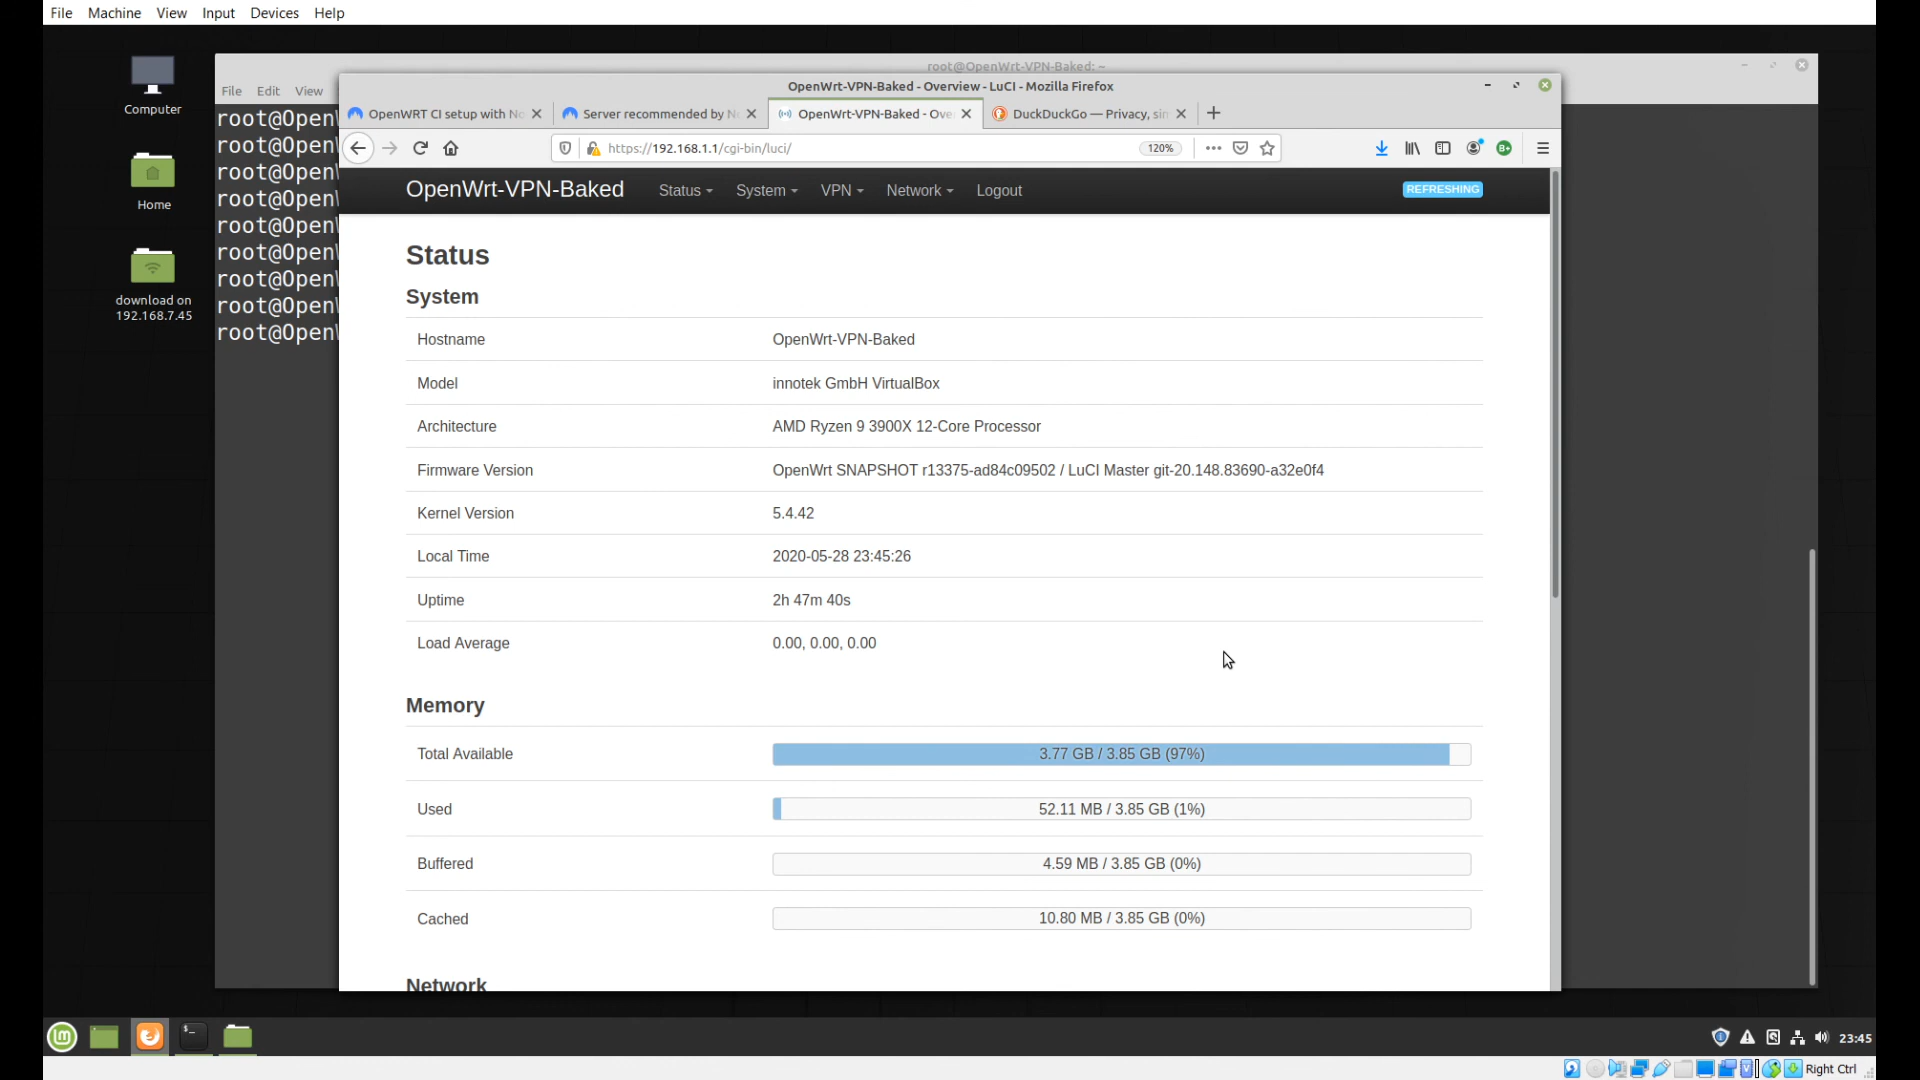 File Machine View Input Devices Help
Computer
Home
download on
192.168.7.45
root@OpenWrt-VPN-Baked: ~
File Edit View
root@Open
root@Open
root@Open
root@Open
root@Open
root@Open
root@Open
root@Open
root@Open
OpenWrt-VPN-Baked - Overview - LuCI - Mozilla Firefox
OpenWRT CI setup with No
Server recommended by No
OpenWrt-VPN-Baked - Ove
DuckDuckGo — Privacy, sim
https://192.168.1.1/cgi-bin/luci/
120%
OpenWrt-VPN-Baked Status System VPN Network Logout REFRESHING
Status
System
Hostname OpenWrt-VPN-Baked
Model innotek GmbH VirtualBox
Architecture AMD Ryzen 9 3900X 12-Core Processor
Firmware Version OpenWrt SNAPSHOT r13375-ad84c09502 / LuCI Master git-20.148.83690-a32e0f4
Kernel Version 5.4.42
Local Time 2020-05-28 23:45:26
Uptime 2h 47m 40s
Load Average 0.00, 0.00, 0.00
Memory
Total Available 3.77 GB / 3.85 GB (97%)
Used 52.11 MB / 3.85 GB (1%)
Buffered 4.59 MB / 3.85 GB (0%)
Cached 10.80 MB / 3.85 GB (0%)
Network
23:45
Right Ctrl